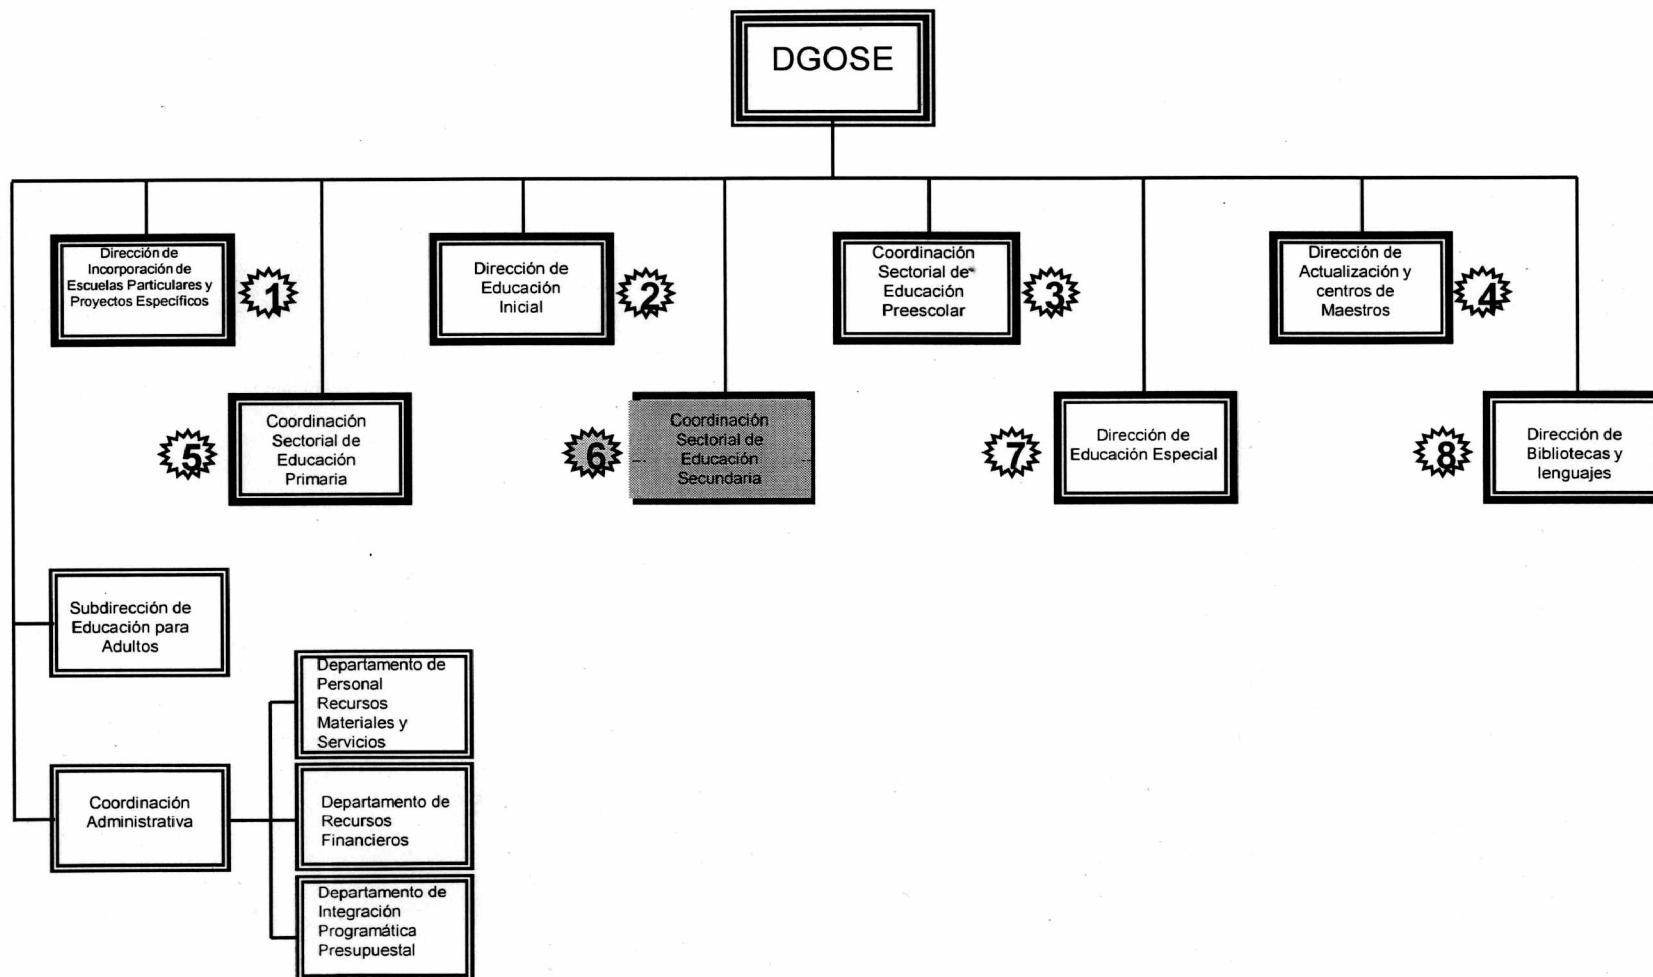 DGOSE
Dirección de
Incorporación de
Escuelas Particulares y
Proyectos Específicos
1
Dirección de
Educación
Inicial
2
Coordinación
Sectorial de
Educación
Preescolar
3
Dirección de
Actualización y
centros de
Maestros
4
5
Coordinación
Sectorial de
Educación
Primaria
6
Coordinación
Sectorial de
Educación
Secundaria
7
Dirección de
Educación Especial
8
Dirección de
Bibliotecas y
lenguajes
Subdirección de
Educación para
Adultos
Departamento de
Personal
Recursos
Materiales y
Servicios
Coordinación
Administrativa
Departamento de
Recursos
Financieros
Departamento de
Integración
Programática
Presupuestal